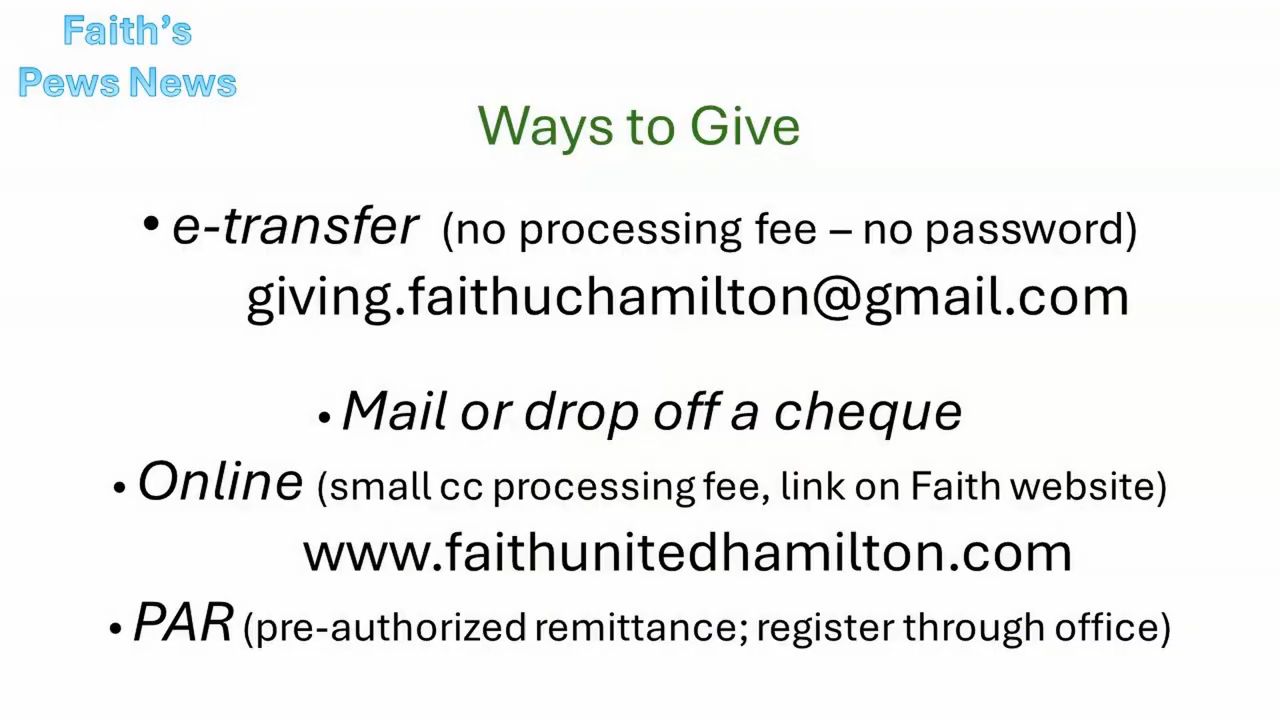 Faith's
Pews News
Ways to Give
• e-transfer (no processing fee – no password)
giving.faithuchamilton@gmail.com
• Mail or drop off a cheque
• Online (small cc processing fee, link on Faith website)
www.faithunitedhamilton.com
• PAR (pre-authorized remittance; register through office)